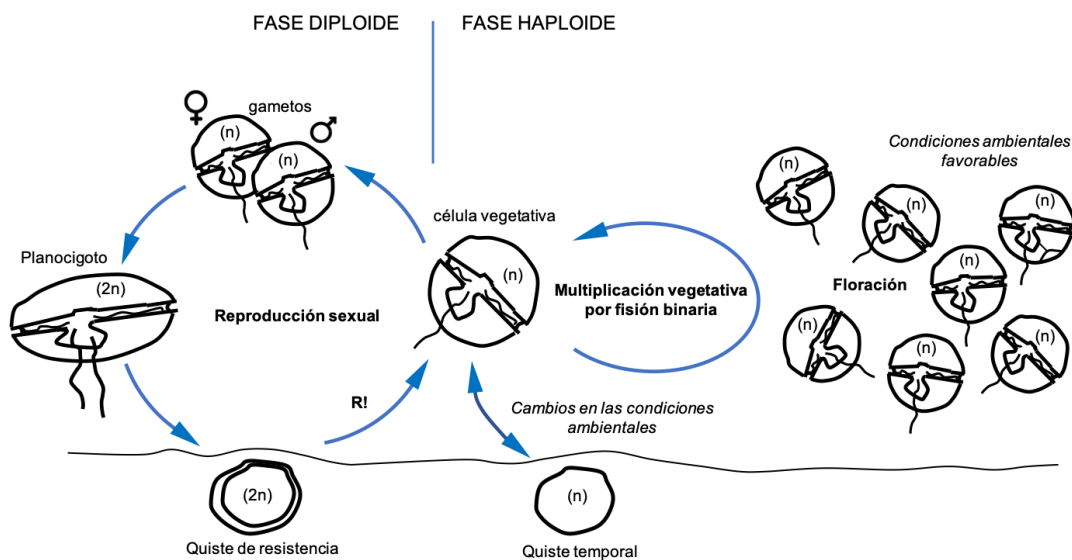 FASE DIPLOIDE
FASE HAPLOIDE
♀
gametos
♂
(n)
(n)
Planocigoto
(2n)
Reproducción sexual
célula vegetativa
(n)
Multiplicación vegetativa
por fisión binaria
Condiciones ambientales
favorables
Floración
(n)
(n)
(n)
(n)
(n)
(n)
(n)
R!
Cambios en las condiciones
ambientales
(2n)
Quiste de resistencia
(n)
Quiste temporal